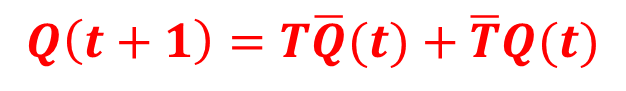 Q(t + 1) = TQ̅(t) + T̅Q(t)